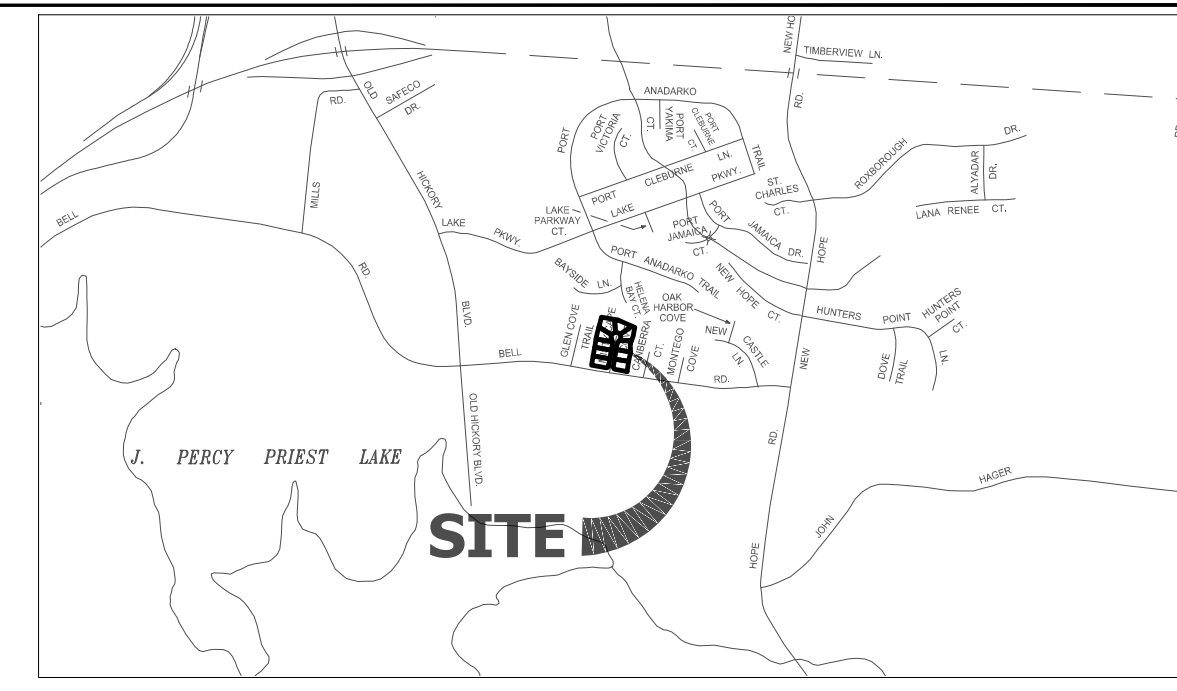 NEW HO
TIMBERVIEW LN.
OLD
SAFECO
DR.
RD.
ANADARKO
RD.
PORT
VICTORIA
CT.
PORT
YAKIMA
CT.
PORT
CLEBURNE
CT.
PORT
TRAIL
DR.
ROXBOROUGH
ALYADAR
DR.
LANA RENEE CT.
MILLS
HICKORY
BELL
PORT CLEBURNE LN.
LAKE PKWY.
ST.
CHARLES
CT.
LAKE
PARKWAY
CT.
LAKE PKWY.
PORT
JAMAICA
CT.
PORT JAMAICA DR.
HOPE
RD.
PORT ANADARKO TRAIL
BAYSIDE LN.
HELENA
BAY CT.
NEW HOPE CT.
OAK
HARBOR
COVE
HUNTERS POINT
LN.
HUNTERS
POINT
CT.
BLVD.
GLEN COVE
TRAIL
CAPE
CANBERRA
CT.
MONTEGO
COVE
NEW CASTLE
LN.
NEW
DOVE
TRAIL
BELL
RD.
OLD HICKORY BLVD.
J. PERCY PRIEST LAKE
RD.
HAGER
SITE
JOHN
HOPE